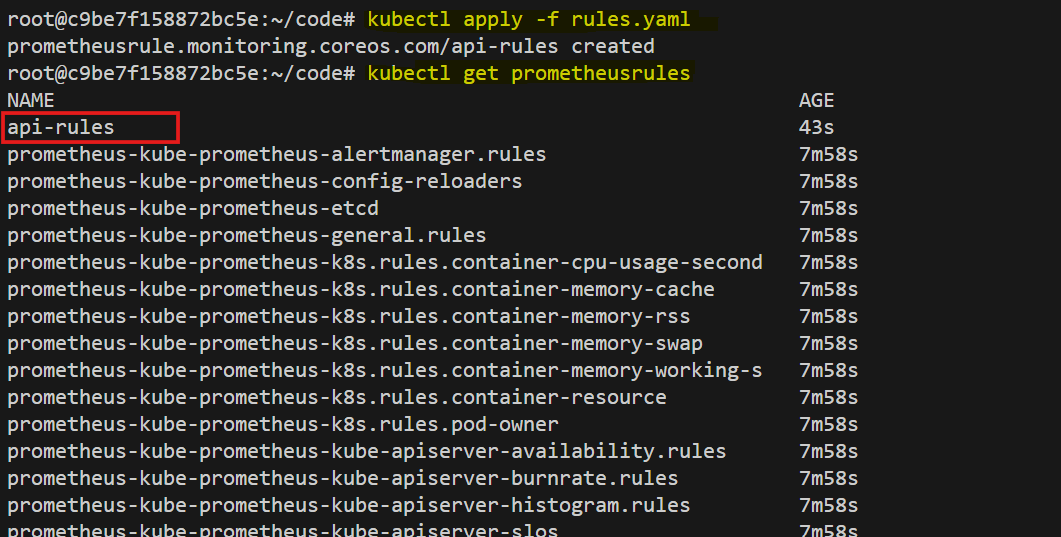 root@c9be7f158872bc5e:~/code# kubectl apply -f rules.yaml
prometheusrule.monitoring.coreos.com/api-rules created
root@c9be7f158872bc5e:~/code# kubectl get prometheusrules
NAME AGE
api-rules 43s
prometheus-kube-prometheus-alertmanager.rules 7m58s
prometheus-kube-prometheus-config-reloaders 7m58s
prometheus-kube-prometheus-etcd 7m58s
prometheus-kube-prometheus-general.rules 7m58s
prometheus-kube-prometheus-k8s.rules.container-cpu-usage-second 7m58s
prometheus-kube-prometheus-k8s.rules.container-memory-cache 7m58s
prometheus-kube-prometheus-k8s.rules.container-memory-rss 7m58s
prometheus-kube-prometheus-k8s.rules.container-memory-swap 7m58s
prometheus-kube-prometheus-k8s.rules.container-memory-working-s 7m58s
prometheus-kube-prometheus-k8s.rules.container-resource 7m58s
prometheus-kube-prometheus-k8s.rules.pod-owner 7m58s
prometheus-kube-prometheus-kube-apiserver-availability.rules 7m58s
prometheus-kube-prometheus-kube-apiserver-burnrate.rules 7m58s
prometheus-kube-prometheus-kube-apiserver-histogram.rules 7m58s
prometheus-kube-prometheus-kube-apiserver-slos 7m58s